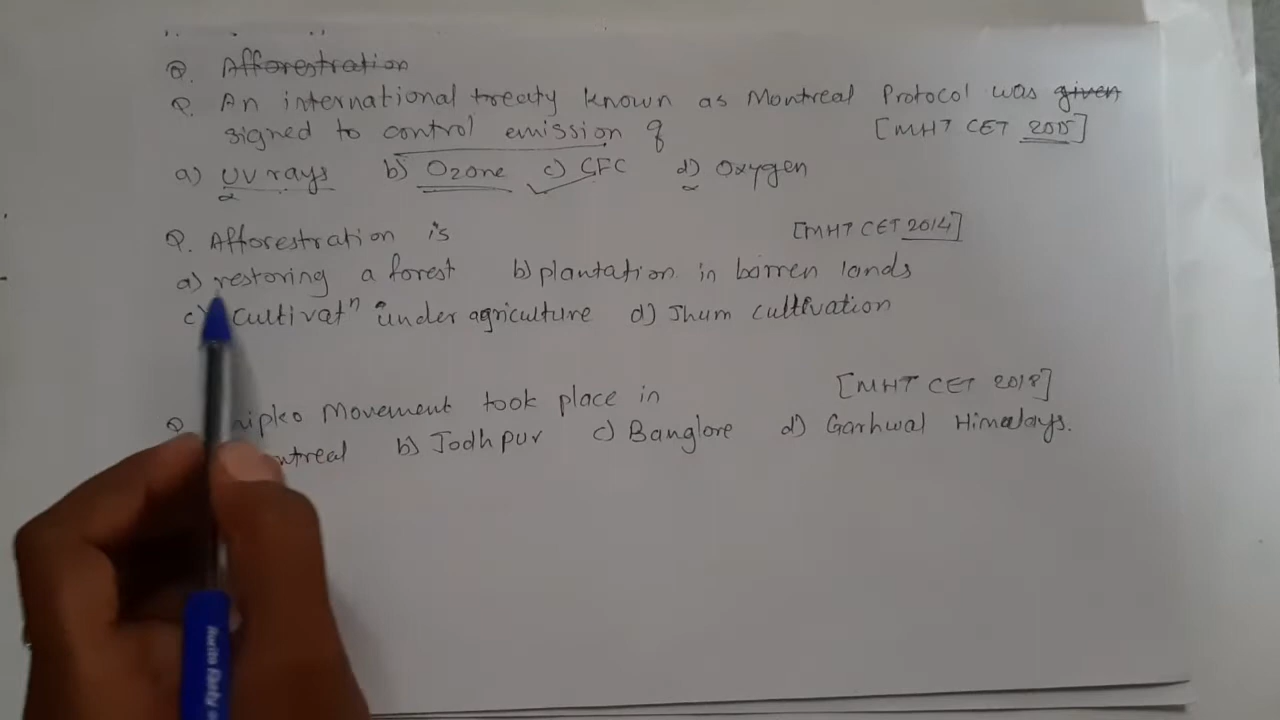 Q. Afforestration
Q. An international treaty known as Montreal Protocol was given
signed to control emission of [MHT CET 2015]
a) UV rays b) Ozone c) CFC d) Oxygen
Q. Afforestration is [MHT CET 2014]
a) restoring a forest b) plantation in barren lands
c) Cultivatⁿ under agriculture d) Jhum cultivation
[MHT CET 2018]
Movement took place in
b) Jodhpur c) Banglore d) Garhwal Himalays.